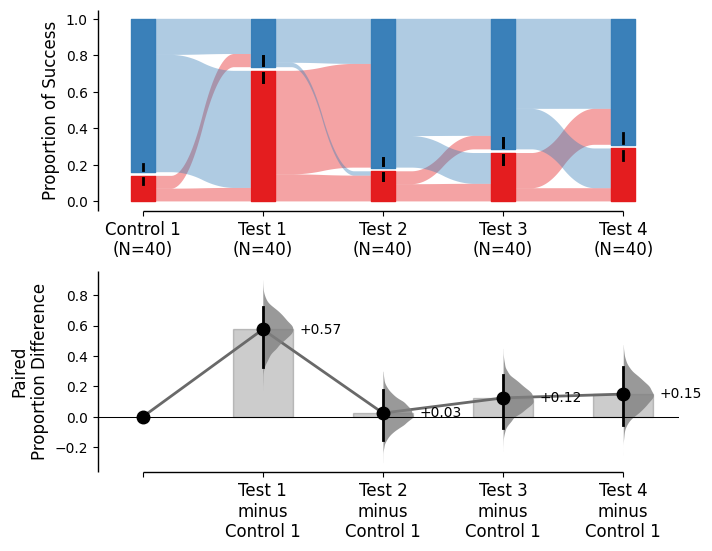 1.0
0.8
0.6
0.4
0.2
0.0
Proportion of Success
Control 1
(N=40)
Test 1
(N=40)
Test 2
(N=40)
Test 3
(N=40)
Test 4
(N=40)
0.8
0.6
0.4
0.2
0.0
−0.2
Paired
Proportion Difference
+0.57
+0.03
+0.12
+0.15
Test 1
minus
Control 1
Test 2
minus
Control 1
Test 3
minus
Control 1
Test 4
minus
Control 1